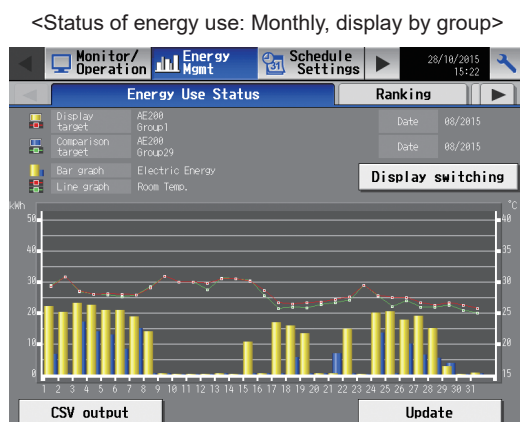 <Status of energy use: Monthly, display by group>
Monitor/ Operation Energy Mgmt Schedule Settings 28/10/2015 15:22
Energy Use Status Ranking
Display target AE200 Group1 Date 08/2015
Comparison target AE200 Group29 Date 08/2015
Bar graph Electric Energy
Line graph Room Temp.
Display switching
kWh °C
50 40
40 35
30 30
20 25
10 20
0 15
1 2 3 4 5 6 7 8 9 10 11 12 13 14 15 16 17 18 19 20 21 22 23 24 25 26 27 28 29 30 31
CSV output Update